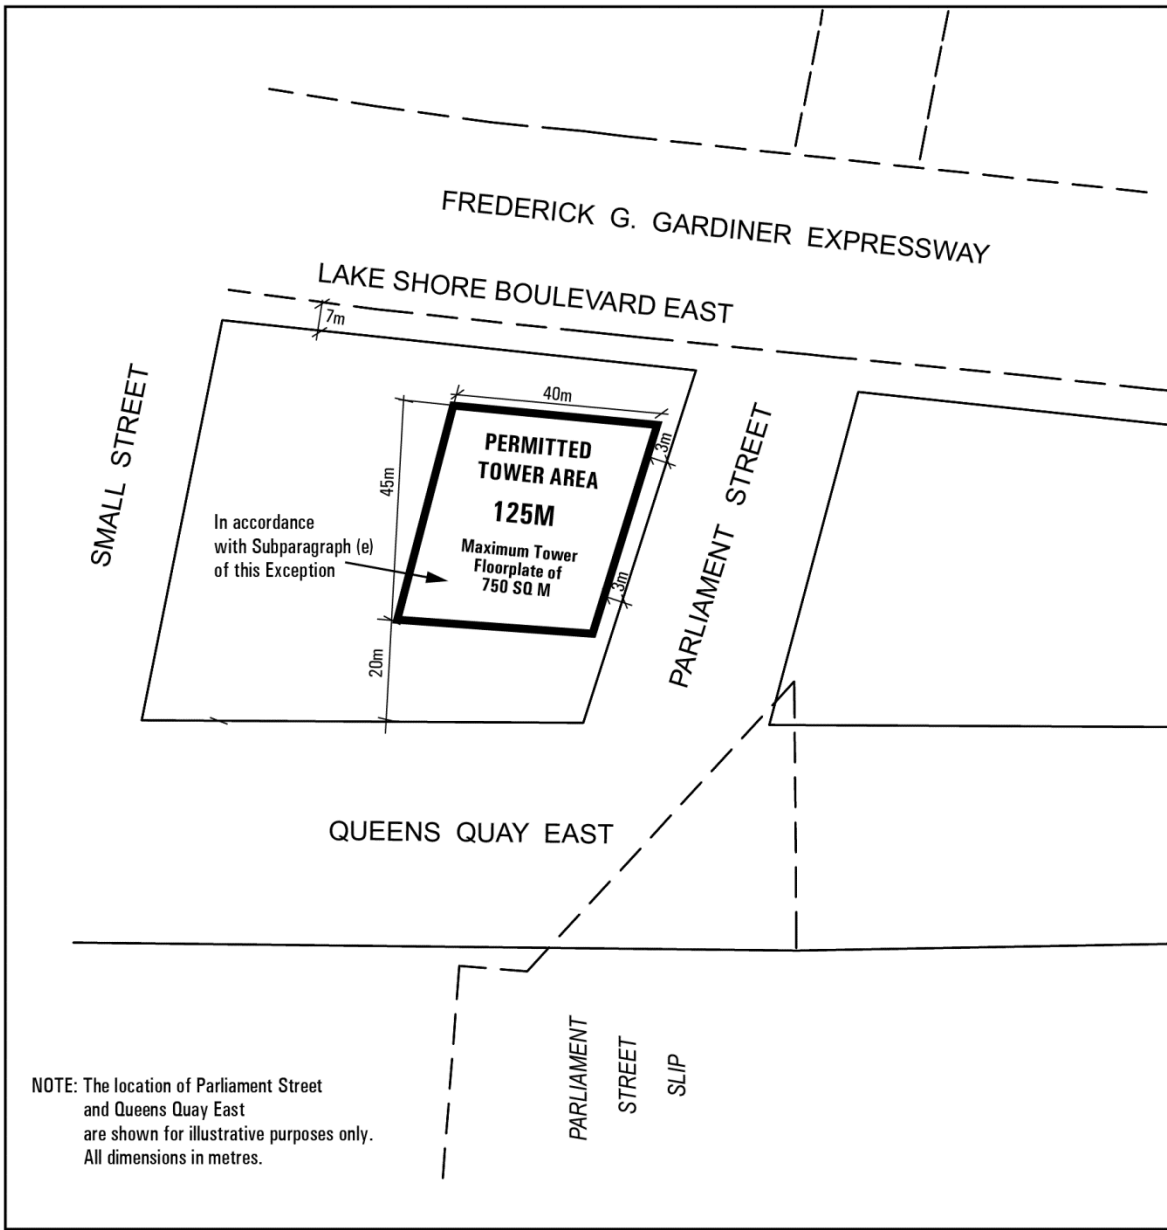 FREDERICK G. GARDINER EXPRESSWAY
LAKE SHORE BOULEVARD EAST
7m
40m
SMALL STREET
45m
PERMITTED
TOWER AREA
125M
Maximum Tower
Floorplate of
750 SQ M
3m
3m
PARLIAMENT STREET
In accordance
with Subparagraph (e)
of this Exception
20m
QUEENS QUAY EAST
PARLIAMENT
STREET
SLIP
NOTE: The location of Parliament Street
and Queens Quay East
are shown for illustrative purposes only.
All dimensions in metres.